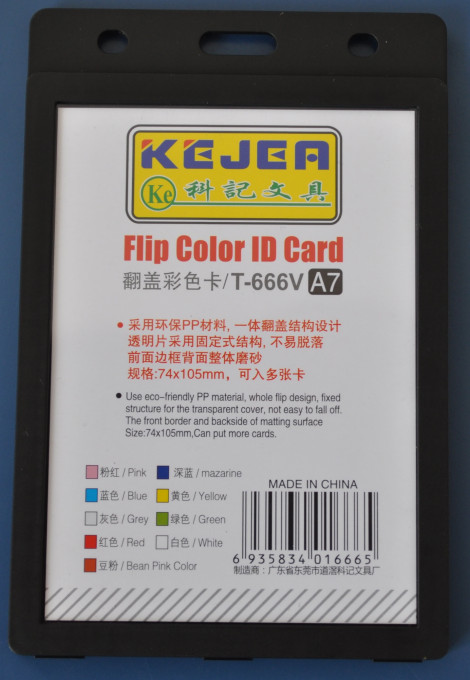 KEJEA
Ke 科記文具
Flip Color ID Card
翻盖彩色卡/T-666V A7
● 采用环保PP材料, 一体翻盖结构设计
透明片采用固定式结构, 不易脱落
前面边框背面整体磨砂
规格:74x105mm, 可入多张卡
● Use eco-friendly PP material, whole flip design, fixed
structure for the transparent cover, not easy to fall off.
The front border and backside of matting surface
Size:74x105mm,Can put more cards.
粉红 / Pink 深蓝 / mazarine
蓝色 / Blue 黄色 / Yellow
灰色 / Grey 绿色 / Green
红色 / Red 白色 / White
豆粉 / Bean Pink Color
MADE IN CHINA
6 935834 016665
制造商：广东省东莞市道滘科记文具厂